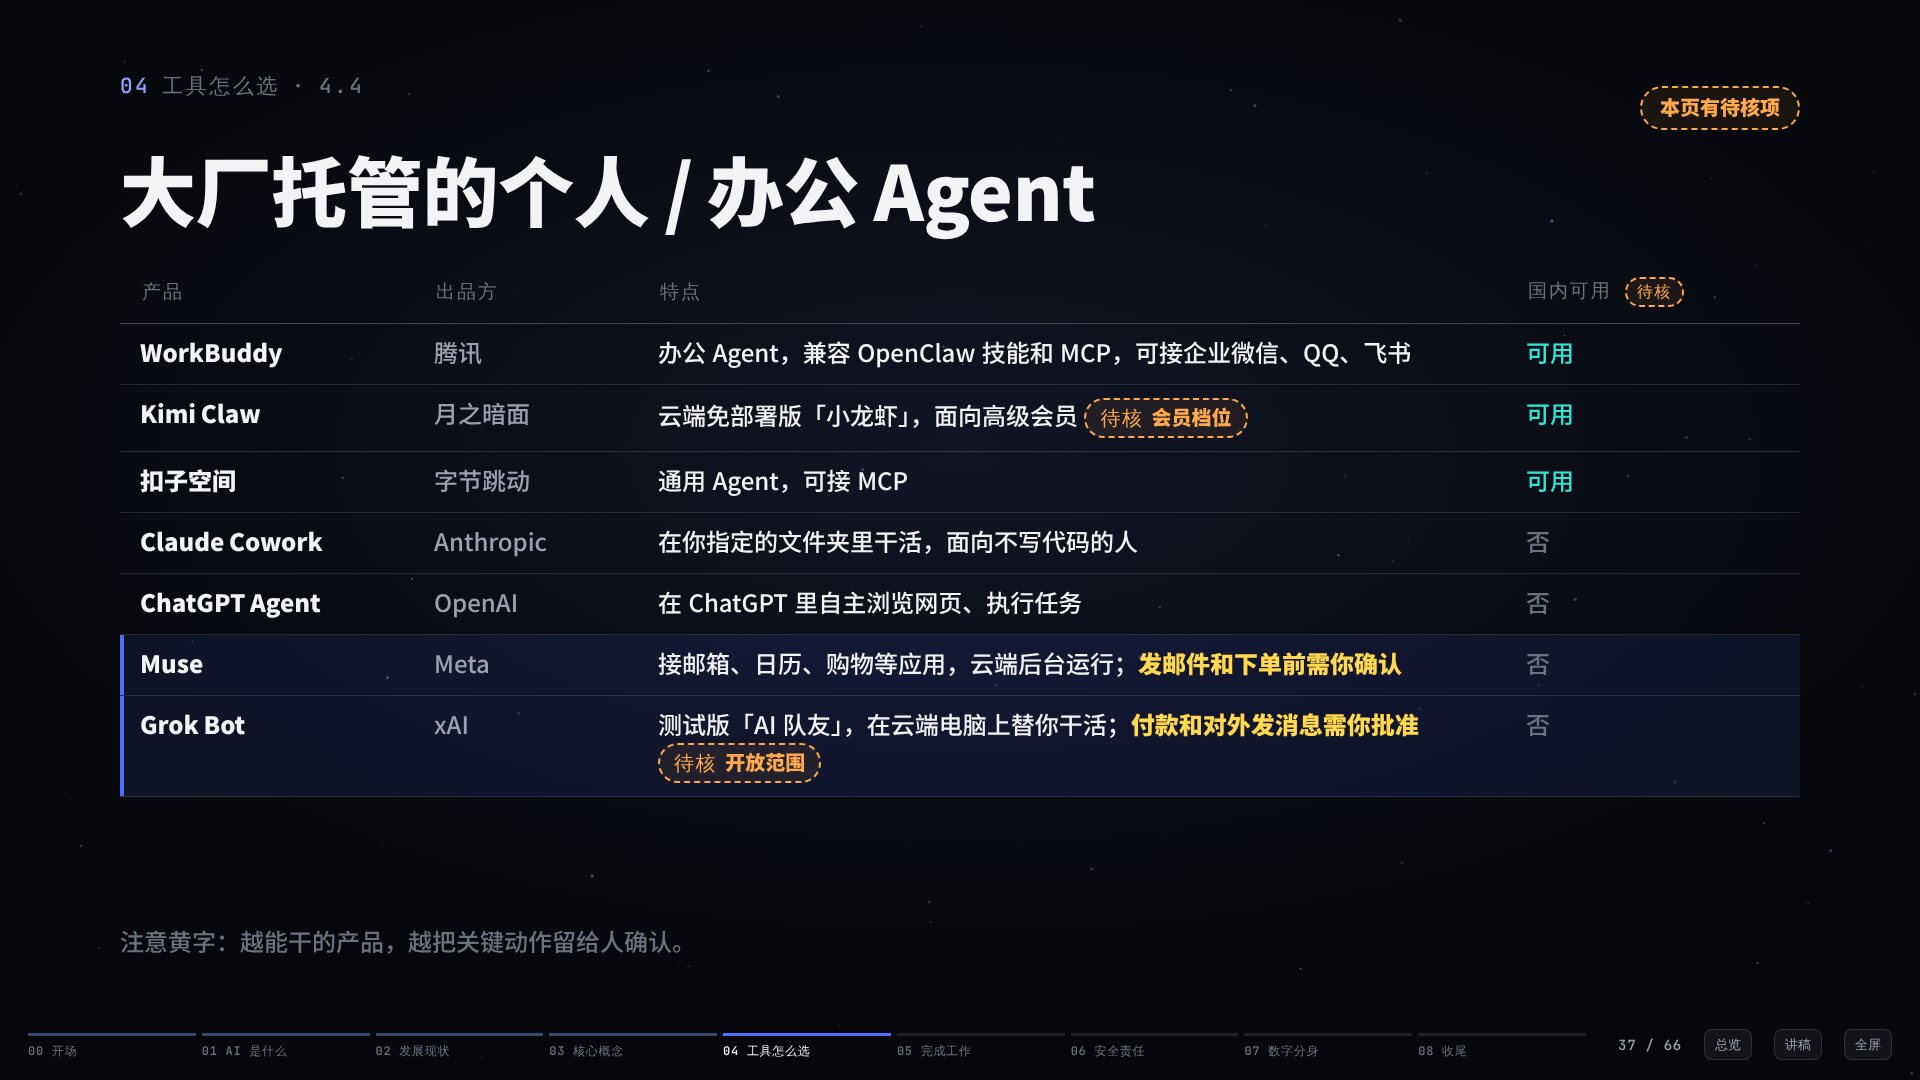 04 工具怎么选 · 4.4
本页有待核项
大厂托管的个人 / 办公 Agent
产品 出品方 特点 国内可用 待核
WorkBuddy 腾讯 办公 Agent，兼容 OpenClaw 技能和 MCP，可接企业微信、QQ、飞书 可用
Kimi Claw 月之暗面 云端免部署版「小龙虾」，面向高级会员 待核 会员档位 可用
扣子空间 字节跳动 通用 Agent，可接 MCP 可用
Claude Cowork Anthropic 在你指定的文件夹里干活，面向不写代码的人 否
ChatGPT Agent OpenAI 在 ChatGPT 里自主浏览网页、执行任务 否
Muse Meta 接邮箱、日历、购物等应用，云端后台运行；发邮件和下单前需你确认 否
Grok Bot xAI 测试版「AI 队友」，在云端电脑上替你干活；付款和对外发消息需你批准 否
待核 开放范围
注意黄字：越能干的产品，越把关键动作留给人确认。
00 开场 01 AI 是什么 02 发展现状 03 核心概念 04 工具怎么选 05 完成工作 06 安全责任 07 数字分身 08 收尾 37 / 66 总览 讲稿 全屏